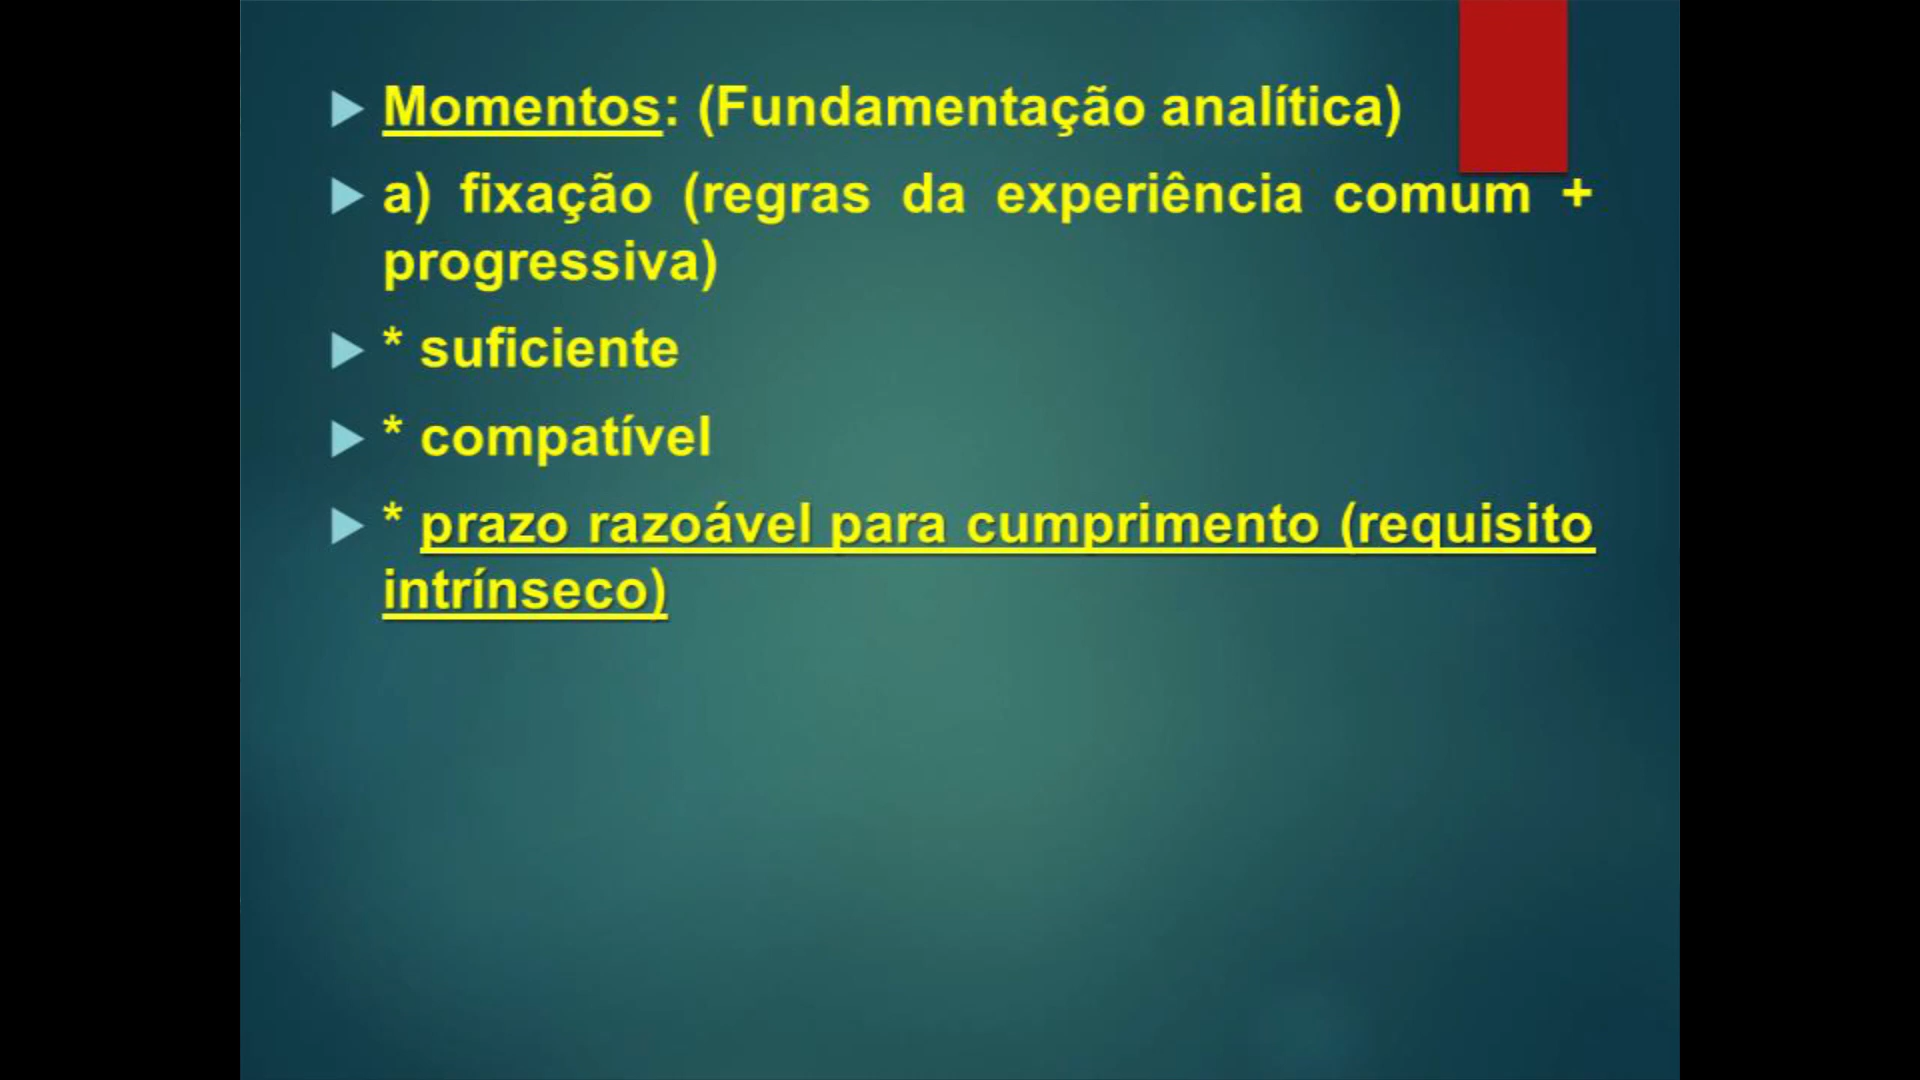 Momentos: (Fundamentação analítica)
a) fixação (regras da experiência comum +
progressiva)
* suficiente
* compatível
* prazo razoável para cumprimento (requisito
intrínseco)